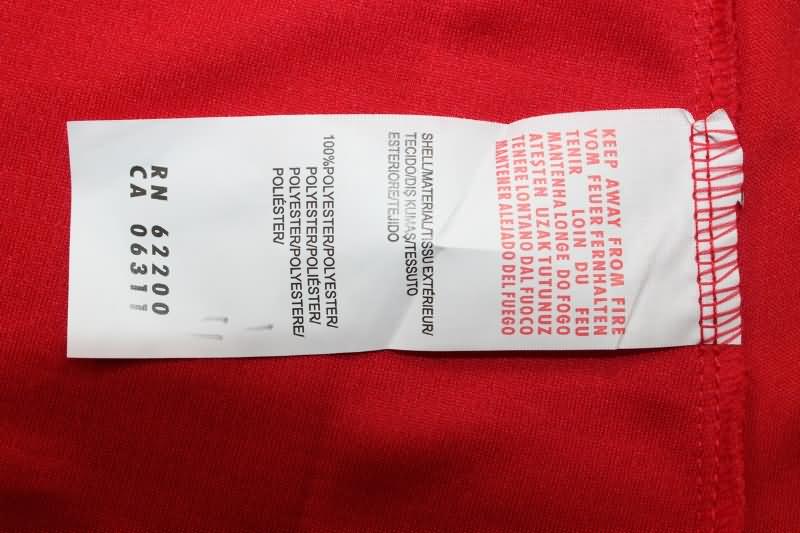 KEEP AWAY FROM FIRE
VOM FEUER FERNHALTEN
TENIR LOIN DU FEU
MANTENHA LONGE DO FOGO
ATEŞTEN UZAK TUTUNUZ
TENERE LONTANO DAL FUOCO
MANTENER ALEJADO DEL FUEGO
SHELL/MATERIAL/TISSU EXTÉRIEUR/
TECIDO/DIŞ KUMAŞ/TESSUTO
ESTERIORE/TEJIDO
100%POLYESTER/POLYESTER/
POLYESTER/POLIÉSTER/
POLYESTER/POLYESTERE/
POLIÉSTER/
RN 62200
CA 06311